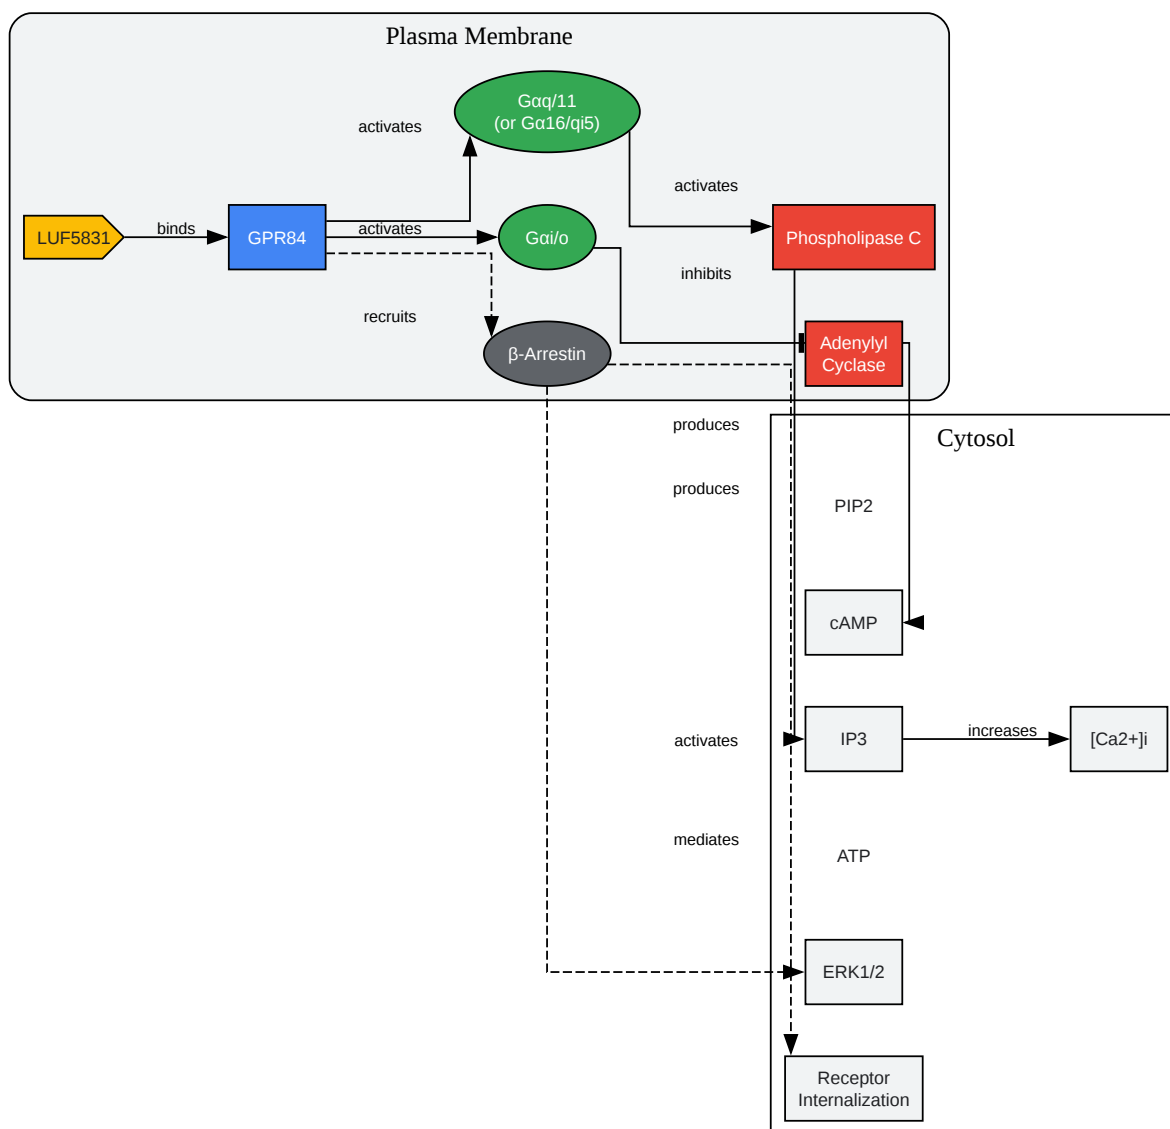 Plasma Membrane
Gαq/11
(or Gα16/qi5)
activates
activates
LUF5831
binds
GPR84
activates
Gαi/o
Phospholipase C
inhibits
recruits
β-Arrestin
Adenylyl
Cyclase
produces
Cytosol
produces
PIP2
cAMP
activates
IP3
increases
[Ca2+]i
mediates
ATP
ERK1/2
Receptor
Internalization